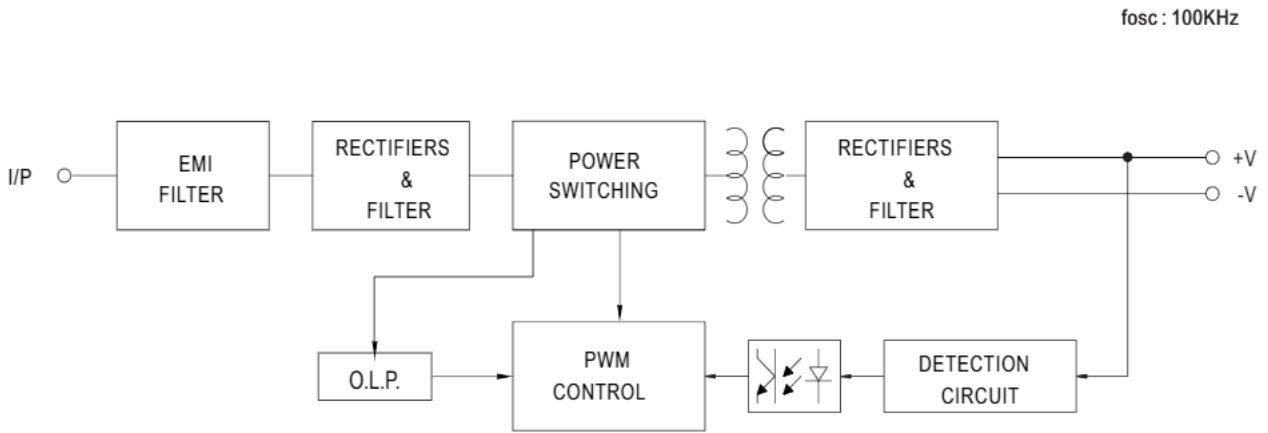 fosc : 100KHz
I/P
EMI
FILTER
RECTIFIERS
&
FILTER
POWER
SWITCHING
RECTIFIERS
&
FILTER
+V
-V
O.L.P.
PWM
CONTROL
DETECTION
CIRCUIT